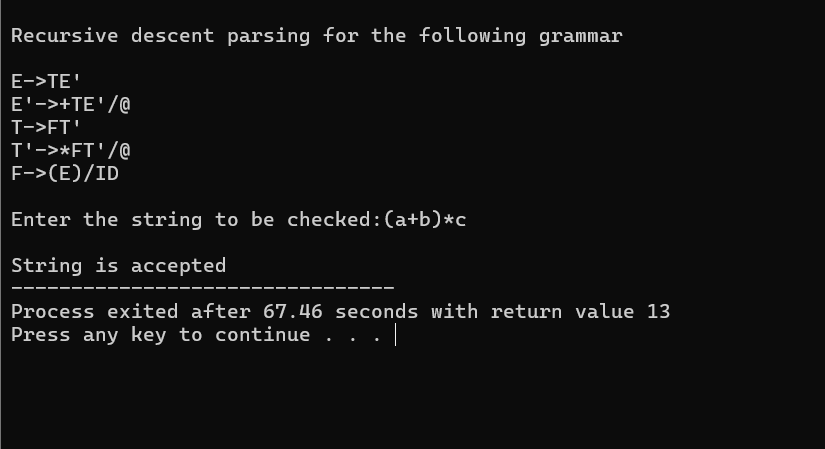 Recursive descent parsing for the following grammar
E->TE'
E'->+TE'/@
T->FT'
T'->*FT'/@
F->(E)/ID
Enter the string to be checked:(a+b)*c
String is accepted
--------------------------------
Process exited after 67.46 seconds with return value 13
Press any key to continue . . .